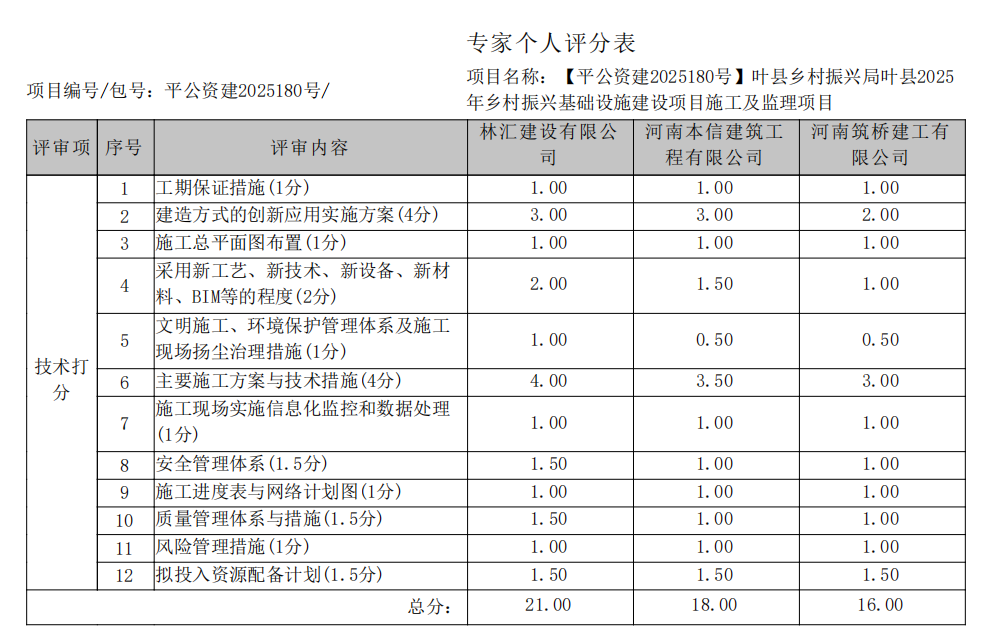 专家个人评分表
项目编号/包号：平公资建2025180号/
项目名称：【平公资建2025180号】叶县乡村振兴局叶县2025
年乡村振兴基础设施建设项目施工及监理项目
评审项 序号 评审内容 林汇建设有限公
司 河南本信建筑工
程有限公司 河南筑桥建工有
限公司
技术打
分
1 工期保证措施(1分) 1.00 1.00 1.00
2 建造方式的创新应用实施方案(4分) 3.00 3.00 2.00
3 施工总平面图布置(1分) 1.00 1.00 1.00
4 采用新工艺、新技术、新设备、新材
料、BIM等的程度(2分) 2.00 1.50 1.00
5 文明施工、环境保护管理体系及施工
现场扬尘治理措施(1分) 1.00 0.50 0.50
6 主要施工方案与技术措施(4分) 4.00 3.50 3.00
7 施工现场实施信息化监控和数据处理
(1分) 1.00 1.00 1.00
8 安全管理体系(1.5分) 1.50 1.00 1.00
9 施工进度表与网络计划图(1分) 1.00 1.00 1.00
10 质量管理体系与措施(1.5分) 1.50 1.00 1.00
11 风险管理措施(1分) 1.00 1.00 1.00
12 拟投入资源配备计划(1.5分) 1.50 1.50 1.50
总分： 21.00 18.00 16.00